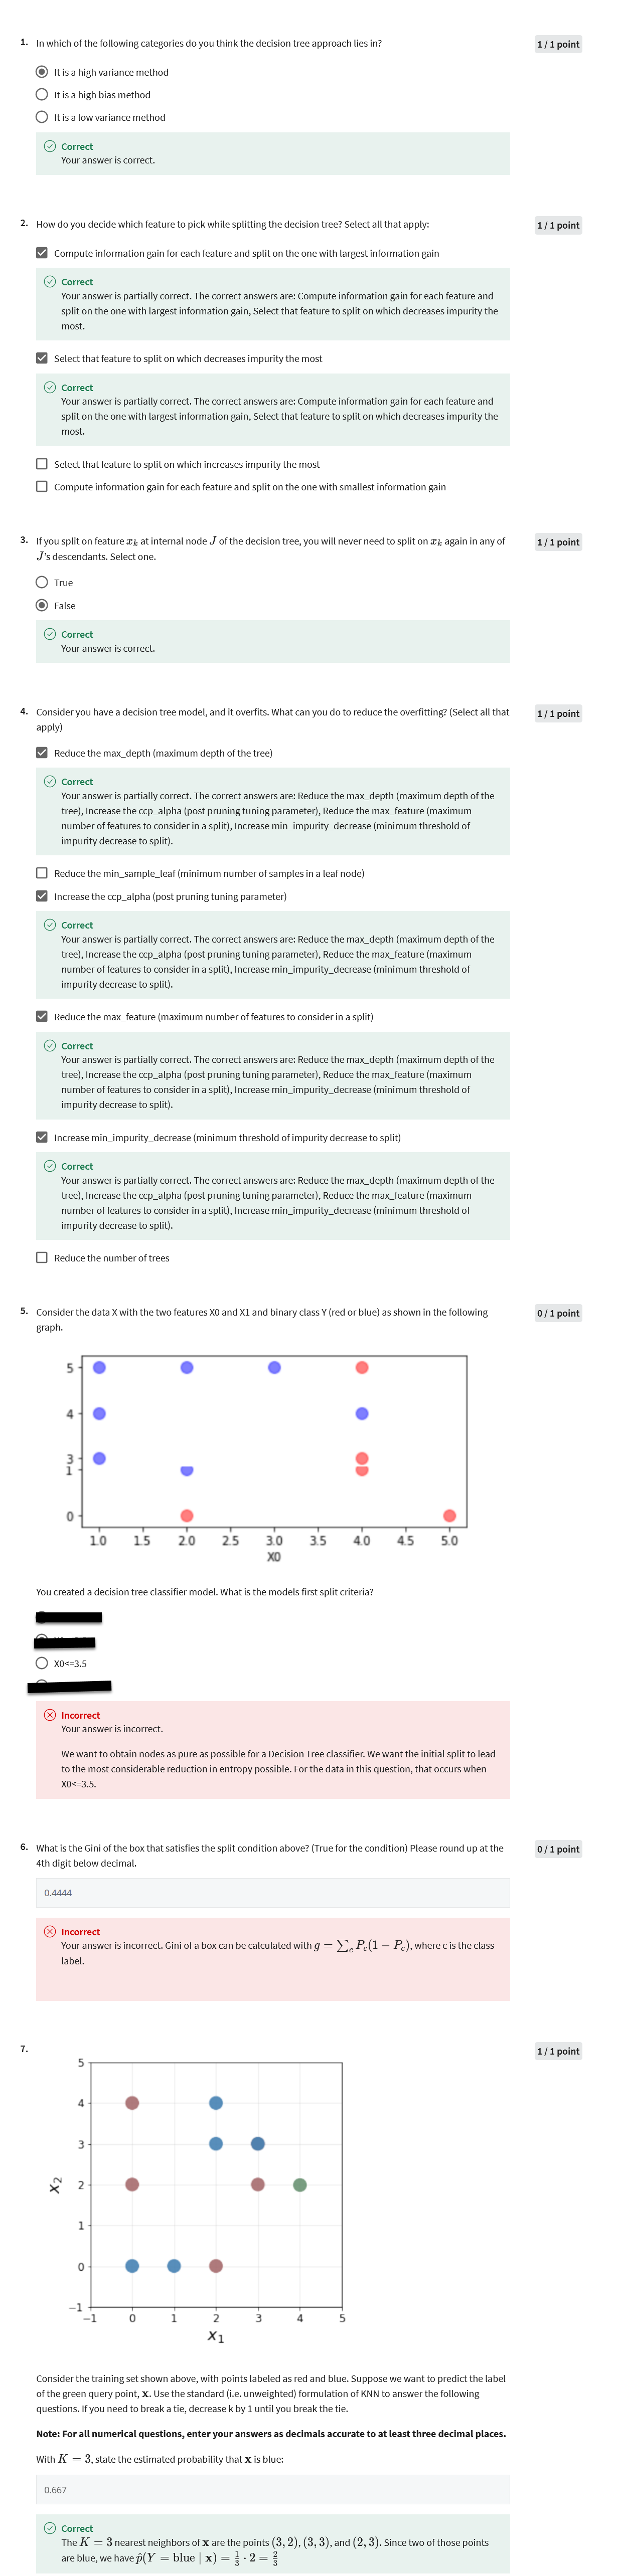 1. In which of the following categories do you think the decision tree approach lies in?
1 / 1 point
It is a high variance method
It is a high bias method
It is a low variance method
Correct
Your answer is correct.
2. How do you decide which feature to pick while splitting the decision tree? Select all that apply:
1 / 1 point
Compute information gain for each feature and split on the one with largest information gain
Correct
Your answer is partially correct. The correct answers are: Compute information gain for each feature and
split on the one with largest information gain, Select that feature to split on which decreases impurity the
most.
Select that feature to split on which decreases impurity the most
Correct
Your answer is partially correct. The correct answers are: Compute information gain for each feature and
split on the one with largest information gain, Select that feature to split on which decreases impurity the
most.
Select that feature to split on which increases impurity the most
Compute information gain for each feature and split on the one with smallest information gain
3. If you split on feature x_k at internal node J of the decision tree, you will never need to split on x_k again in any of
J's descendants. Select one.
1 / 1 point
True
False
Correct
Your answer is correct.
4. Consider you have a decision tree model, and it overfits. What can you do to reduce the overfitting? (Select all that
apply)
1 / 1 point
Reduce the max_depth (maximum depth of the tree)
Correct
Your answer is partially correct. The correct answers are: Reduce the max_depth (maximum depth of the
tree), Increase the ccp_alpha (post pruning tuning parameter), Reduce the max_feature (maximum
number of features to consider in a split), Increase min_impurity_decrease (minimum threshold of
impurity decrease to split).
Reduce the min_sample_leaf (minimum number of samples in a leaf node)
Increase the ccp_alpha (post pruning tuning parameter)
Correct
Your answer is partially correct. The correct answers are: Reduce the max_depth (maximum depth of the
tree), Increase the ccp_alpha (post pruning tuning parameter), Reduce the max_feature (maximum
number of features to consider in a split), Increase min_impurity_decrease (minimum threshold of
impurity decrease to split).
Reduce the max_feature (maximum number of features to consider in a split)
Correct
Your answer is partially correct. The correct answers are: Reduce the max_depth (maximum depth of the
tree), Increase the ccp_alpha (post pruning tuning parameter), Reduce the max_feature (maximum
number of features to consider in a split), Increase min_impurity_decrease (minimum threshold of
impurity decrease to split).
Increase min_impurity_decrease (minimum threshold of impurity decrease to split)
Correct
Your answer is partially correct. The correct answers are: Reduce the max_depth (maximum depth of the
tree), Increase the ccp_alpha (post pruning tuning parameter), Reduce the max_feature (maximum
number of features to consider in a split), Increase min_impurity_decrease (minimum threshold of
impurity decrease to split).
Reduce the number of trees
5. Consider the data X with the two features X0 and X1 and binary class Y (red or blue) as shown in the following
graph.
0 / 1 point
5
4
3
1
0
1.0 1.5 2.0 2.5 3.0 3.5 4.0 4.5 5.0
X0
You created a decision tree classifier model. What is the models first split criteria?
X0<=3.5
Incorrect
Your answer is incorrect.
We want to obtain nodes as pure as possible for a Decision Tree classifier. We want the initial split to lead
to the most considerable reduction in entropy possible. For the data in this question, that occurs when
X0<=3.5.
6. What is the Gini of the box that satisfies the split condition above? (True for the condition) Please round up at the
4th digit below decimal.
0 / 1 point
0.4444
Incorrect
Your answer is incorrect. Gini of a box can be calculated with g = ∑_c P_c(1 − P_c), where c is the class
label.
7.
1 / 1 point
5
4
3
2
1
0
−1
x₂
−1 0 1 2 3 4 5
x₁
Consider the training set shown above, with points labeled as red and blue. Suppose we want to predict the label
of the green query point, x. Use the standard (i.e. unweighted) formulation of KNN to answer the following
questions. If you need to break a tie, decrease k by 1 until you break the tie.
Note: For all numerical questions, enter your answers as decimals accurate to at least three decimal places.
With K = 3, state the estimated probability that x is blue:
0.667
Correct
The K = 3 nearest neighbors of x are the points (3, 2), (3, 3), and (2, 3). Since two of those points
are blue, we have p̂(Y = blue | x) = 1/3 · 2 = 2/3